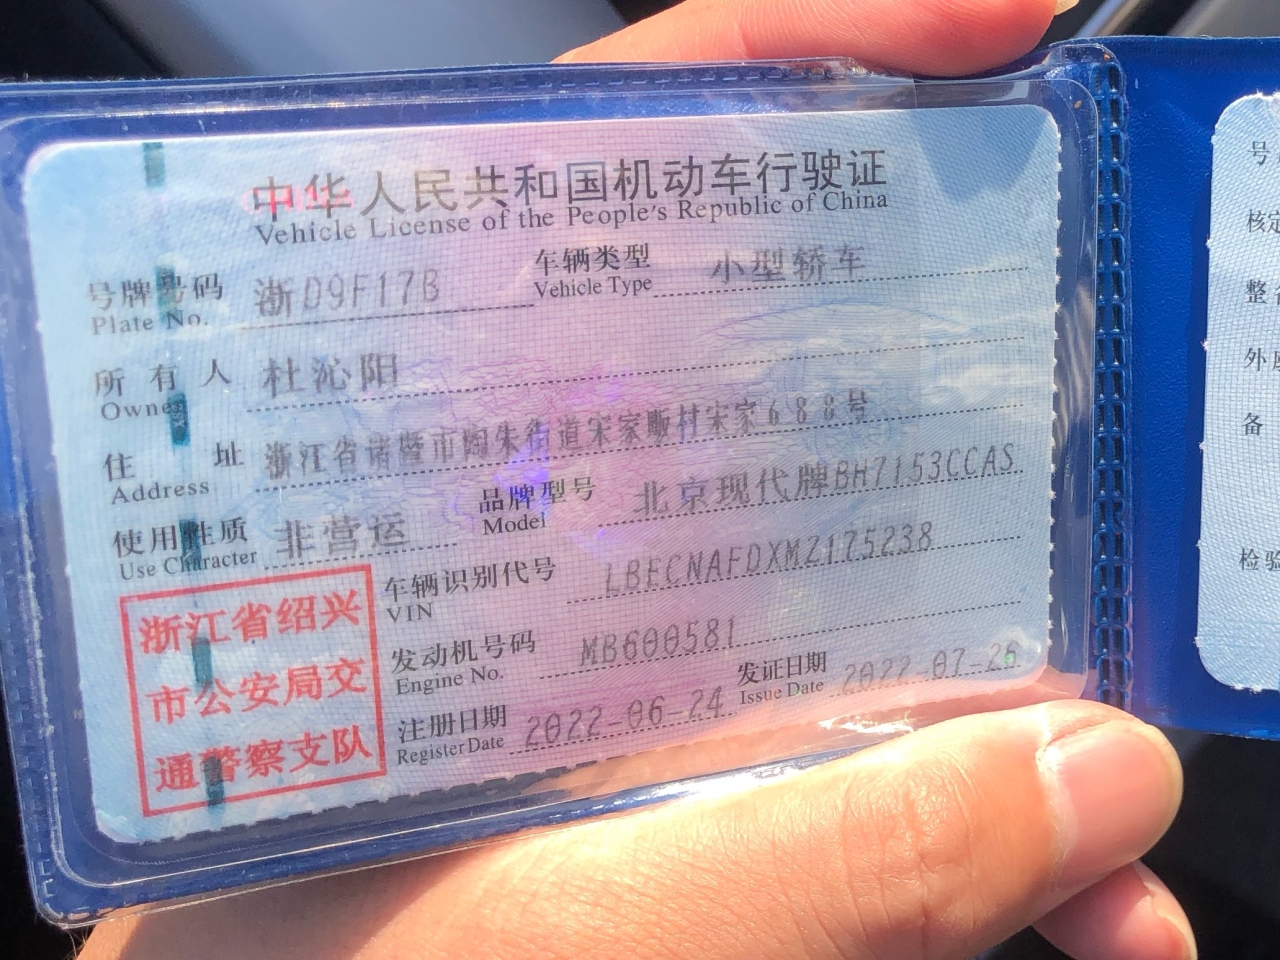 中华人民共和国机动车行驶证
Vehicle License of the People's Republic of China
号牌号码 浙D9F17B 车辆类型 小型轿车
Plate No. Vehicle Type
所有人 杜沁阳
Owner
住址 浙江省诸暨市陶朱街道宋家畈村宋家688号
Address
使用性质 非营运 品牌型号 北京现代牌BH7153CCAS
Use Character Model
车辆识别代号 LBECNAFDXMZ175238
VIN
发动机号码 MB600581
Engine No.
注册日期 2022-06-24 发证日期 2022-07-26
Register Date Issue Date
浙江省绍兴
市公安局交
通警察支队
号
核定
整
外
备
检验